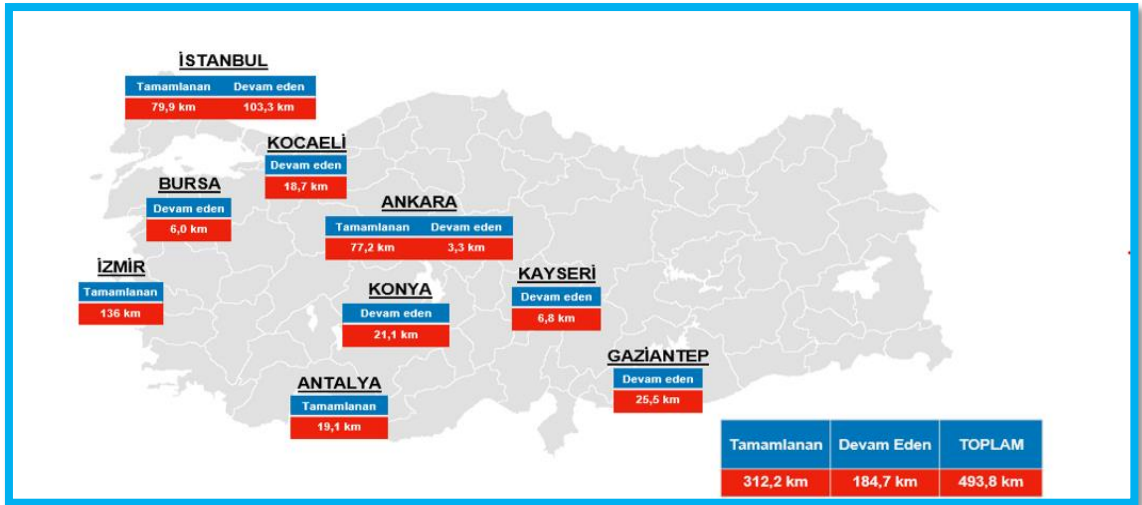 İSTANBUL
Tamamlanan Devam eden
79,9 km 103,3 km
KOCAELİ
Devam eden
18,7 km
BURSA
Devam eden
6,0 km
ANKARA
Tamamlanan Devam eden
77,2 km 3,3 km
İZMİR
Tamamlanan
136 km
KONYA
Devam eden
21,1 km
KAYSERİ
Devam eden
6,8 km
GAZİANTEP
Devam eden
25,5 km
ANTALYA
Tamamlanan
19,1 km
Tamamlanan Devam Eden TOPLAM
312,2 km 184,7 km 493,8 km